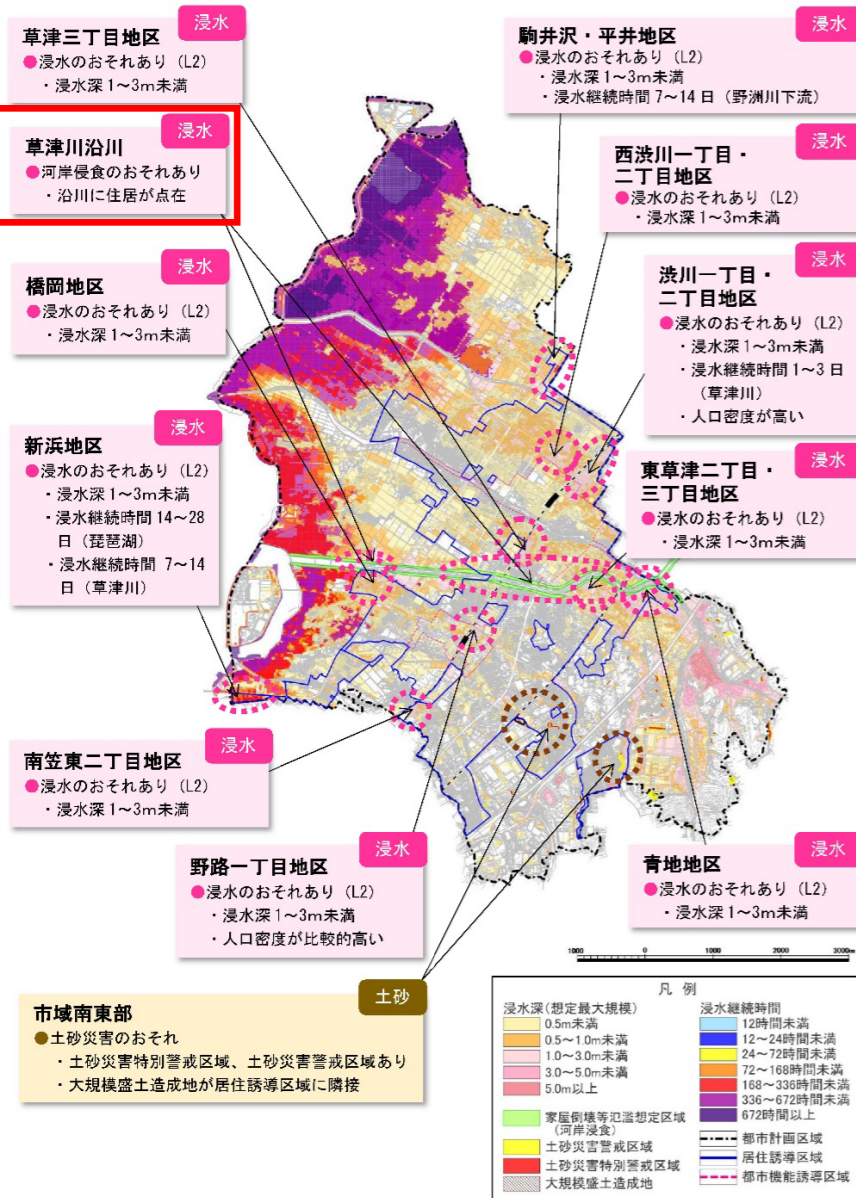 浸水
草津三丁目地区
●浸水のおそれあり（L2）
・浸水深1～3m未満
浸水
草津川沿川
●河岸侵食のおそれあり
・沿川に住居が点在
浸水
橋岡地区
●浸水のおそれあり（L2）
・浸水深1～3m未満
浸水
新浜地区
●浸水のおそれあり（L2）
・浸水深1～3m未満
・浸水継続時間14～28
日（琵琶湖）
・浸水継続時間 7～14
日（草津川）
浸水
南笠東二丁目地区
●浸水のおそれあり（L2）
・浸水深1～3m未満
浸水
野路一丁目地区
●浸水のおそれあり（L2）
・浸水深1～3m未満
・人口密度が比較的高い
土砂
市域南東部
●土砂災害のおそれ
・土砂災害特別警戒区域、土砂災害警戒区域あり
・大規模盛土造成地が居住誘導区域に隣接
浸水
駒井沢・平井地区
●浸水のおそれあり（L2）
・浸水深1～3m未満
・浸水継続時間7～14日（野洲川下流）
浸水
西渋川一丁目・
二丁目地区
●浸水のおそれあり（L2）
・浸水深1～3m未満
浸水
渋川一丁目・
二丁目地区
●浸水のおそれあり（L2）
・浸水深1～3m未満
・浸水継続時間1～3日
（草津川）
・人口密度が高い
浸水
東草津二丁目・
三丁目地区
●浸水のおそれあり（L2）
・浸水深1～3m未満
浸水
青地地区
●浸水のおそれあり（L2）
・浸水深1～3m未満
1000 0 1000 2000 3000m
凡 例
浸水深(想定最大規模)
0.5m未満
0.5～1.0m未満
1.0～3.0m未満
3.0～5.0m未満
5.0m以上
家屋倒壊等氾濫想定区域
(河岸浸食)
土砂災害警戒区域
土砂災害特別警戒区域
大規模盛土造成地
浸水継続時間
12時間未満
12～24時間未満
24～72時間未満
72～168時間未満
168～336時間未満
336～672時間未満
672時間以上
都市計画区域
居住誘導区域
都市機能誘導区域